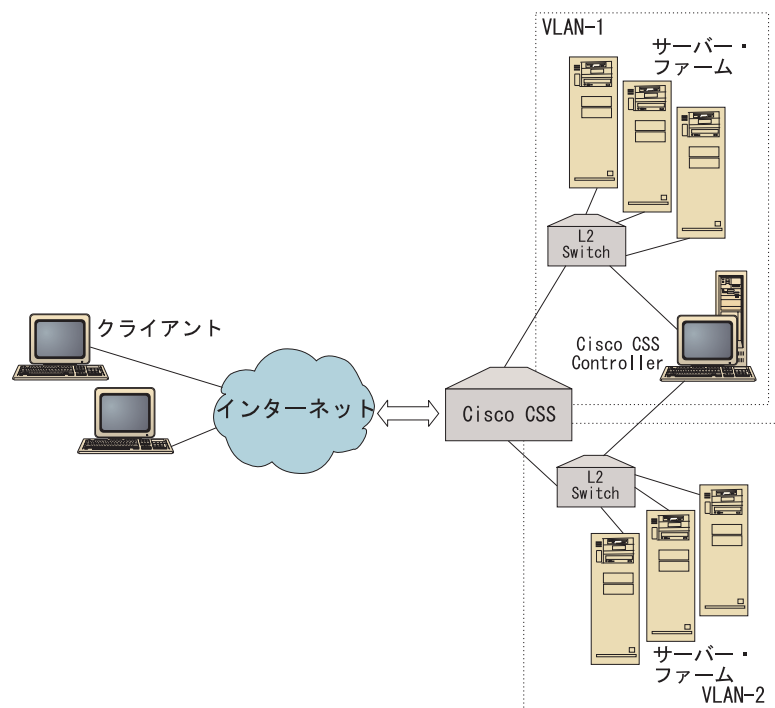 VLAN-1
サーバー・
ファーム
L2
Switch
クライアント
Cisco CSS
Controller
インターネット
Cisco CSS
L2
Switch
サーバー・
ファーム
VLAN-2